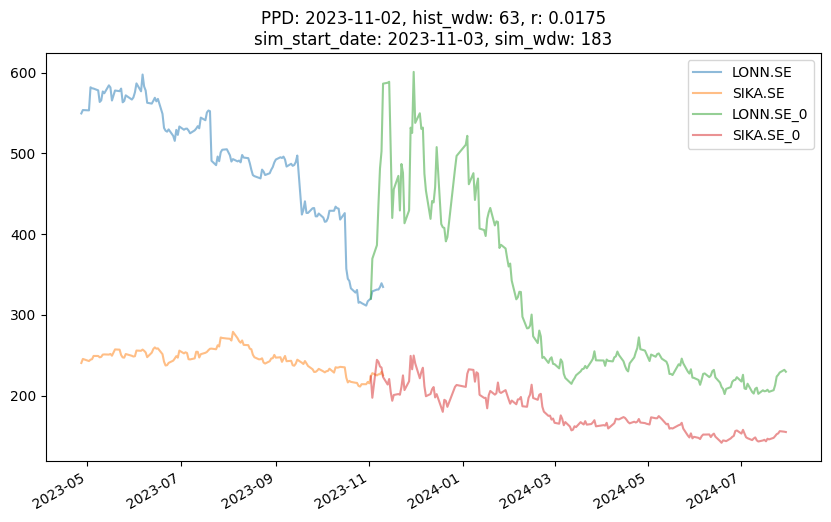 PPD: 2023-11-02, hist_wdw: 63, r: 0.0175
sim_start_date: 2023-11-03, sim_wdw: 183
LONN.SE
SIKA.SE
LONN.SE_0
SIKA.SE_0
600
500
400
300
200
2023-05
2023-07
2023-09
2023-11
2024-01
2024-03
2024-05
2024-07